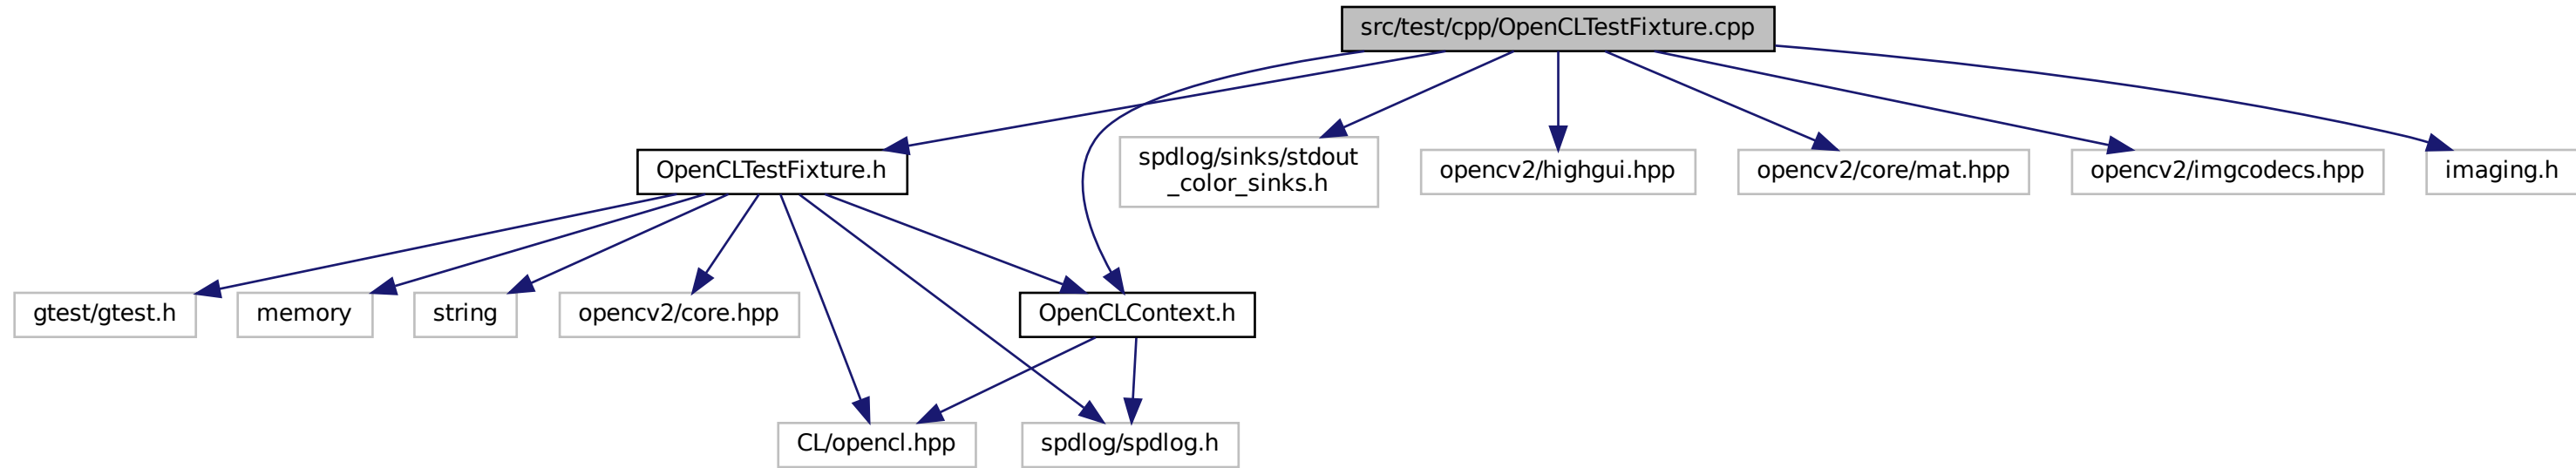 src/test/cpp/OpenCLTestFixture.cpp
OpenCLTestFixture.h
spdlog/sinks/stdout
_color_sinks.h
opencv2/highgui.hpp
opencv2/core/mat.hpp
opencv2/imgcodecs.hpp
imaging.h
gtest/gtest.h
memory
string
opencv2/core.hpp
OpenCLContext.h
CL/opencl.hpp
spdlog/spdlog.h